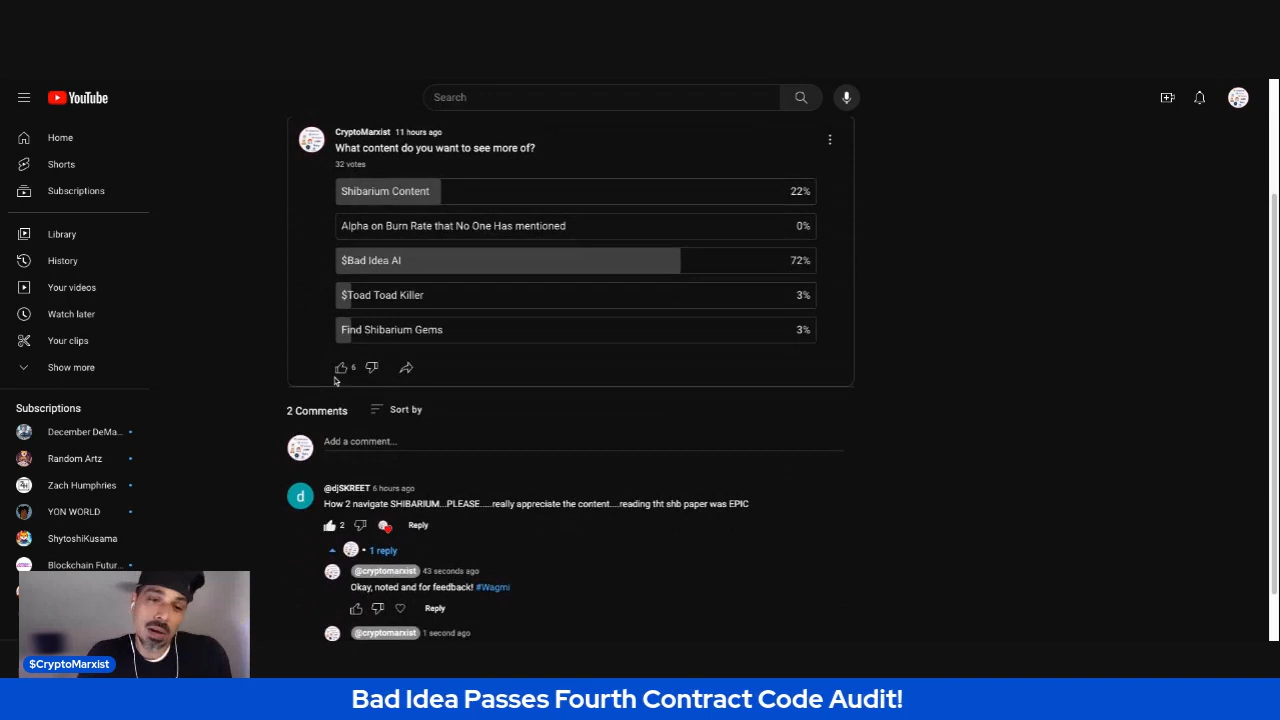 YouTube
Search
Home
Shorts
Subscriptions
Library
History
Your videos
Watch later
Your clips
Show more
Subscriptions
December DeMa...
Random Artz
Zach Humphries
YON WORLD
ShytoshiKusama
Blockchain Futur...
CryptoMarxist 11 hours ago
What content do you want to see more of?
32 votes
Shibarium Content 22%
Alpha on Burn Rate that No One Has mentioned 0%
$Bad Idea AI 72%
$Toad Toad Killer 3%
Find Shibarium Gems 3%
6
2 Comments Sort by
Add a comment...
d @djSKREET 6 hours ago
How 2 navigate SHIBARIUM...PLEASE.....really appreciate the content....reading tht shb paper was EPIC
2 Reply
1 reply
@cryptomarxist 43 seconds ago
Okay, noted and for feedback! #Wagmi
Reply
@cryptomarxist 1 second ago
$CryptoMarxist
Bad Idea Passes Fourth Contract Code Audit!